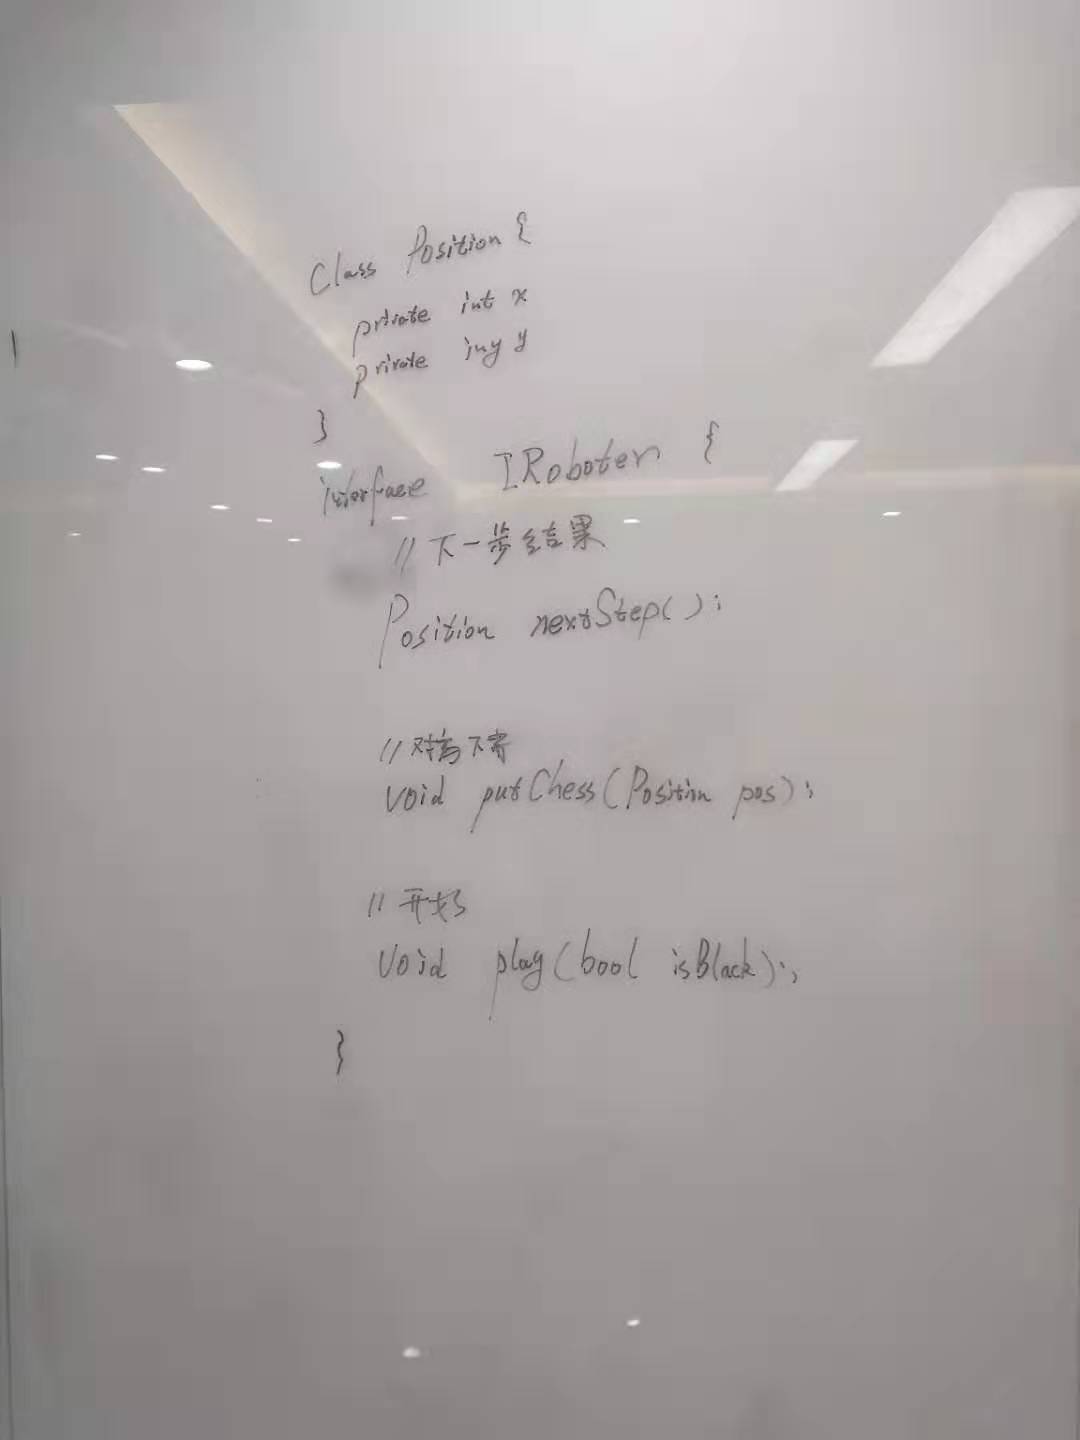 Class Position {
private int x
private iny y
}
interface IRoboter {
// 下一步结果
Position nextStep();
// 对方下棋
void putChess(Position pos);
// 开始
void play(bool isBlack);
}